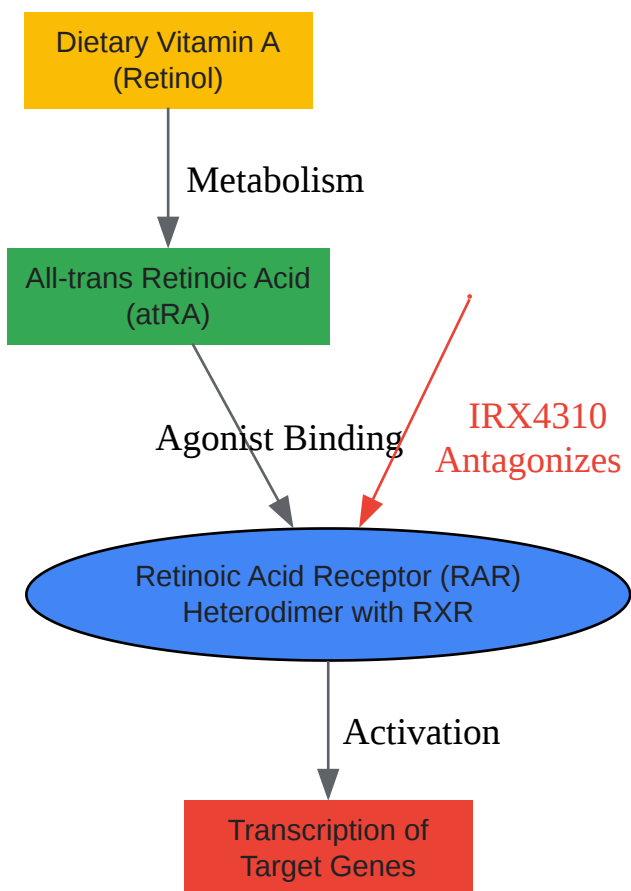 Dietary Vitamin A
(Retinol)
Metabolism
All-trans Retinoic Acid
(atRA)
Agonist Binding
IRX4310
Antagonizes
Retinoic Acid Receptor (RAR)
Heterodimer with RXR
Activation
Transcription of
Target Genes